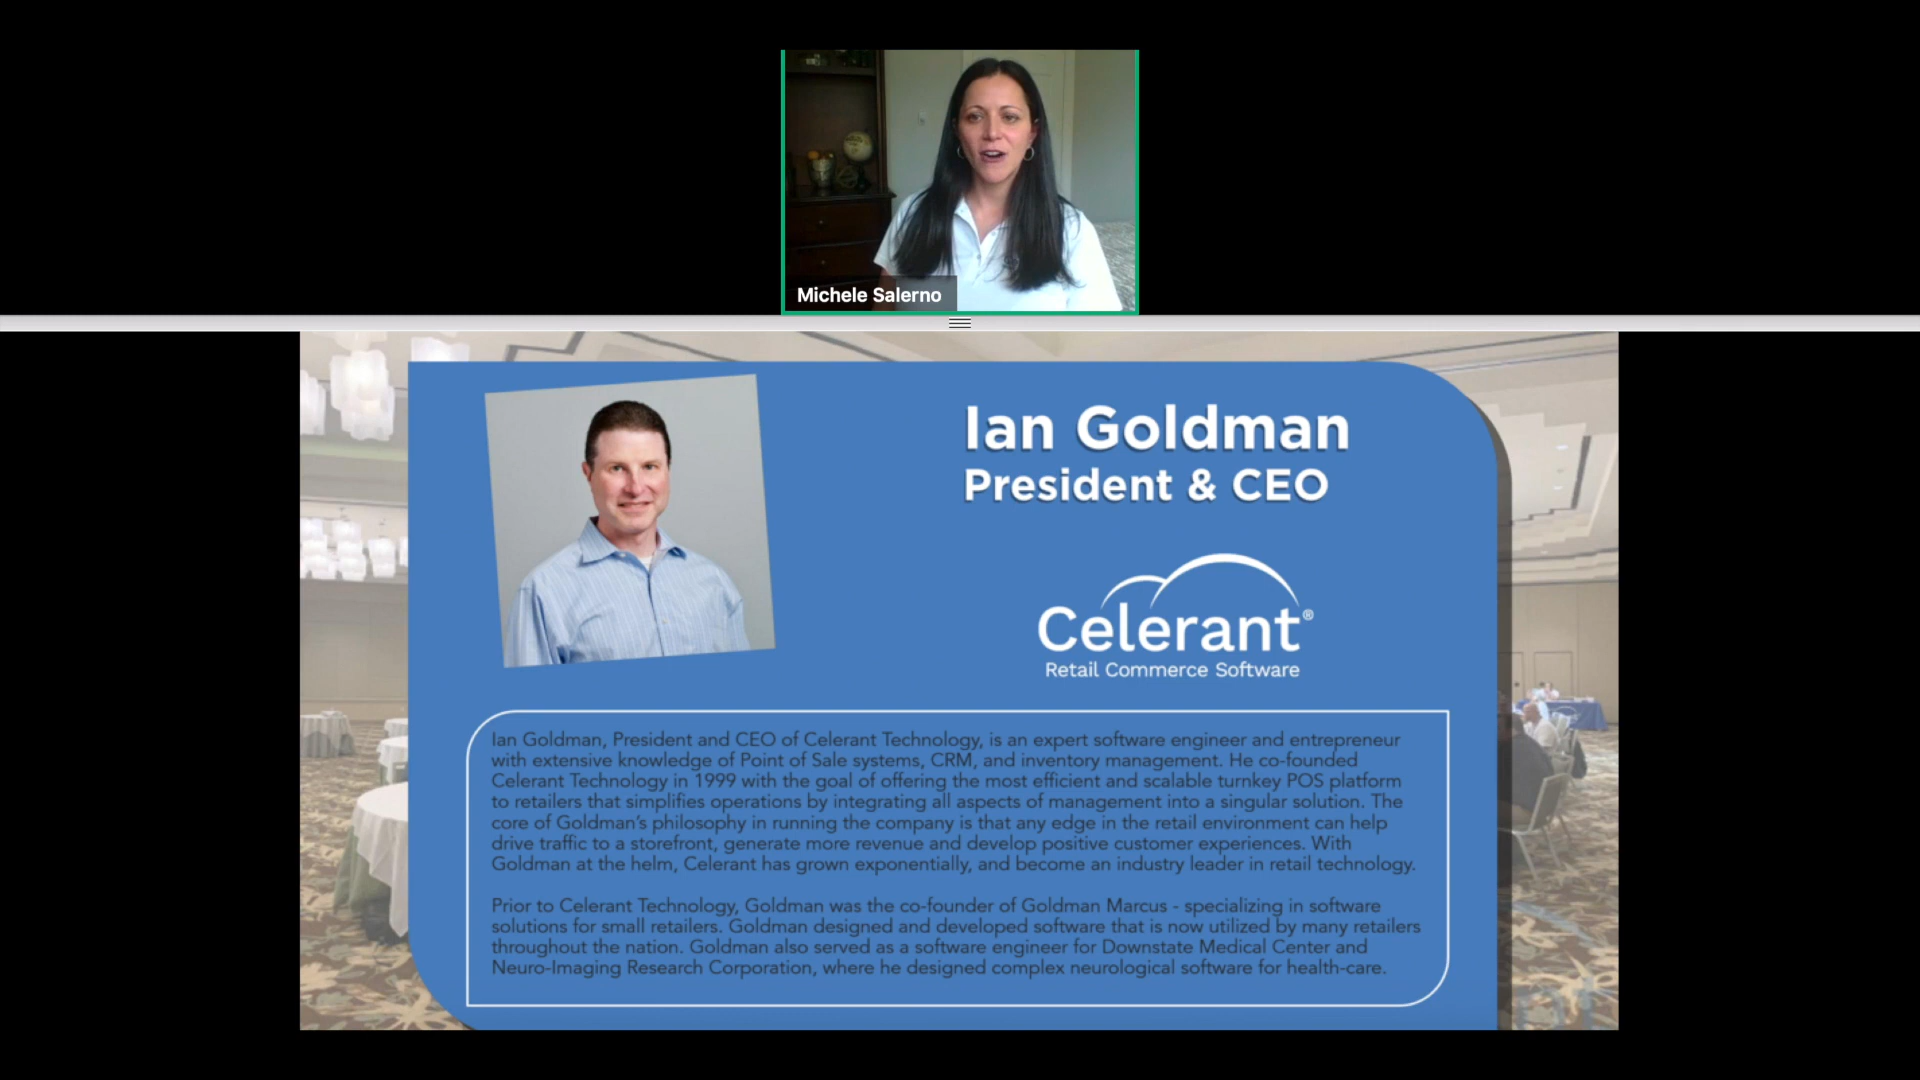 Michele Salerno
Ian Goldman
President & CEO
Celerant®
Retail Commerce Software
Ian Goldman, President and CEO of Celerant Technology, is an expert software engineer and entrepreneur
with extensive knowledge of Point of Sale systems, CRM, and inventory management. He co-founded
Celerant Technology in 1999 with the goal of offering the most efficient and scalable turnkey POS platform
to retailers that simplifies operations by integrating all aspects of management into a singular solution. The
core of Goldman's philosophy in running the company is that any edge in the retail environment can help
drive traffic to a storefront, generate more revenue and develop positive customer experiences. With
Goldman at the helm, Celerant has grown exponentially, and become an industry leader in retail technology.
Prior to Celerant Technology, Goldman was the co-founder of Goldman Marcus - specializing in software
solutions for small retailers. Goldman designed and developed software that is now utilized by many retailers
throughout the nation. Goldman also served as a software engineer for Downstate Medical Center and
Neuro-Imaging Research Corporation, where he designed complex neurological software for health-care.